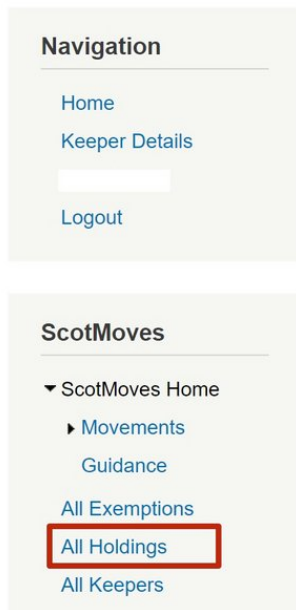 Navigation
Home
Keeper Details
Logout
ScotMoves
ScotMoves Home
Movements
Guidance
All Exemptions
All Holdings
All Keepers